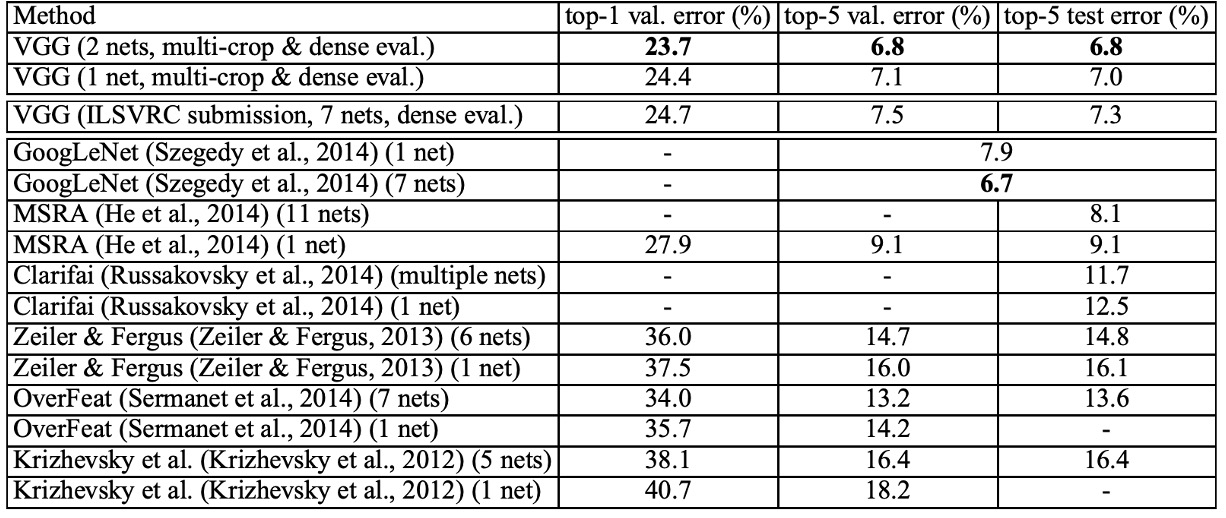 Method top-1 val. error (%) top-5 val. error (%) top-5 test error (%)
VGG (2 nets, multi-crop & dense eval.) 23.7 6.8 6.8
VGG (1 net, multi-crop & dense eval.) 24.4 7.1 7.0
VGG (ILSVRC submission, 7 nets, dense eval.) 24.7 7.5 7.3
GoogLeNet (Szegedy et al., 2014) (1 net) - 7.9
GoogLeNet (Szegedy et al., 2014) (7 nets) - 6.7
MSRA (He et al., 2014) (11 nets) - - 8.1
MSRA (He et al., 2014) (1 net) 27.9 9.1 9.1
Clarifai (Russakovsky et al., 2014) (multiple nets) - - 11.7
Clarifai (Russakovsky et al., 2014) (1 net) - - 12.5
Zeiler & Fergus (Zeiler & Fergus, 2013) (6 nets) 36.0 14.7 14.8
Zeiler & Fergus (Zeiler & Fergus, 2013) (1 net) 37.5 16.0 16.1
OverFeat (Sermanet et al., 2014) (7 nets) 34.0 13.2 13.6
OverFeat (Sermanet et al., 2014) (1 net) 35.7 14.2 -
Krizhevsky et al. (Krizhevsky et al., 2012) (5 nets) 38.1 16.4 16.4
Krizhevsky et al. (Krizhevsky et al., 2012) (1 net) 40.7 18.2 -